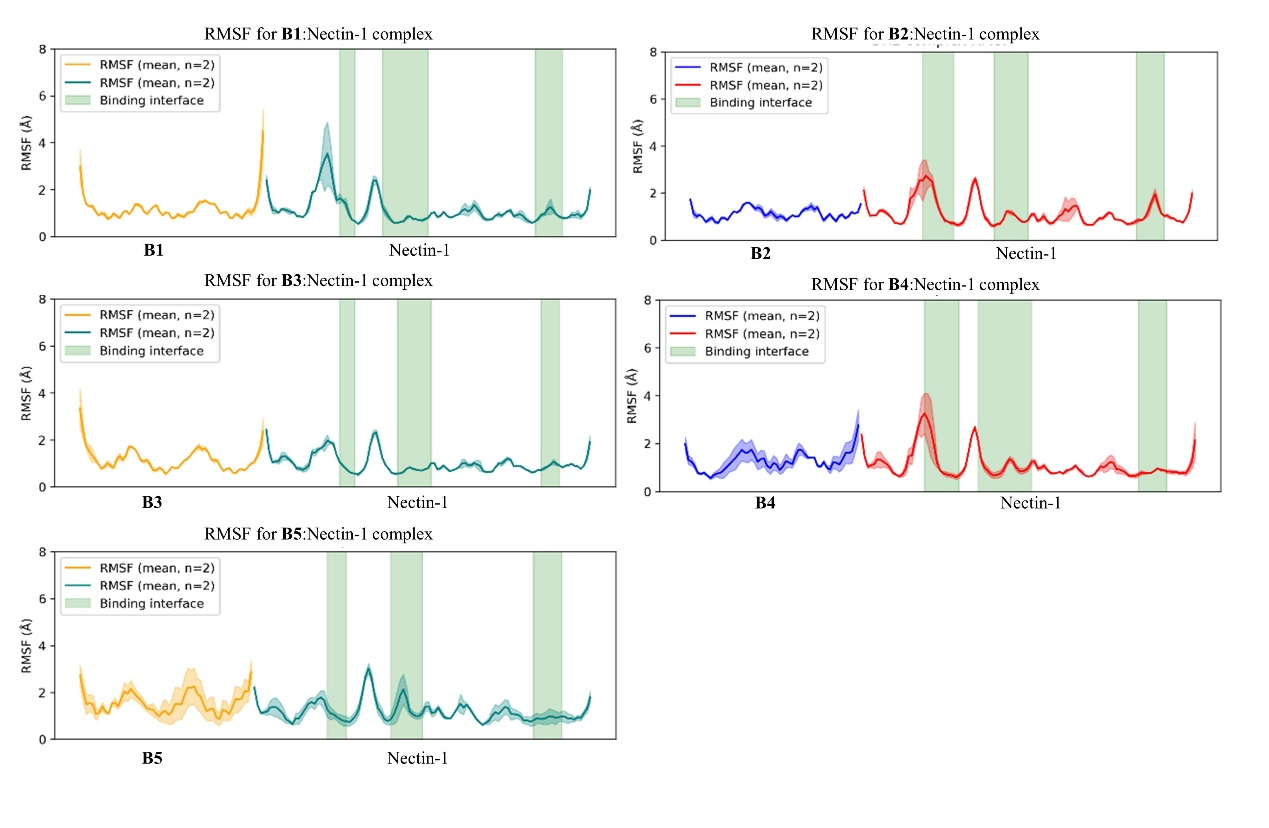 RMSF for B1:Nectin-1 complex
8
6
4
2
0
RMSF (Å)
RMSF (mean, n=2)
RMSF (mean, n=2)
Binding interface
B1
Nectin-1
RMSF for B2:Nectin-1 complex
8
6
4
2
0
RMSF (Å)
RMSF (mean, n=2)
RMSF (mean, n=2)
Binding interface
B2
Nectin-1
RMSF for B3:Nectin-1 complex
8
6
4
2
0
RMSF (Å)
RMSF (mean, n=2)
RMSF (mean, n=2)
Binding interface
B3
Nectin-1
RMSF for B4:Nectin-1 complex
8
6
4
2
0
RMSF (Å)
RMSF (mean, n=2)
RMSF (mean, n=2)
Binding interface
B4
Nectin-1
RMSF for B5:Nectin-1 complex
8
6
4
2
0
RMSF (Å)
RMSF (mean, n=2)
RMSF (mean, n=2)
Binding interface
B5
Nectin-1